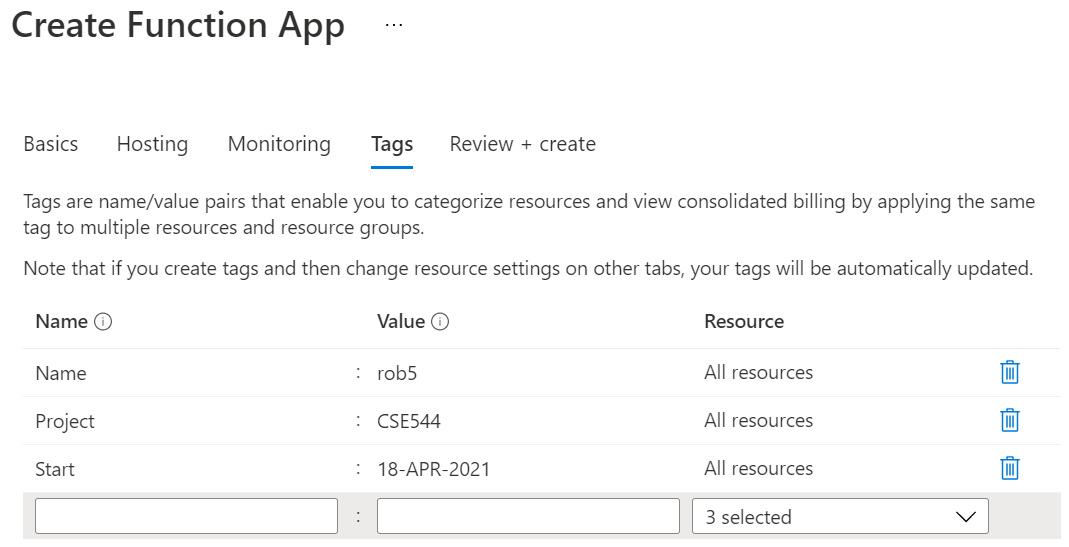 Create Function App ...
Basics Hosting Monitoring Tags Review + create
Tags are name/value pairs that enable you to categorize resources and view consolidated billing by applying the same
tag to multiple resources and resource groups.
Note that if you create tags and then change resource settings on other tabs, your tags will be automatically updated.
Name Value Resource
Name : rob5 All resources
Project : CSE544 All resources
Start : 18-APR-2021 All resources
: 3 selected